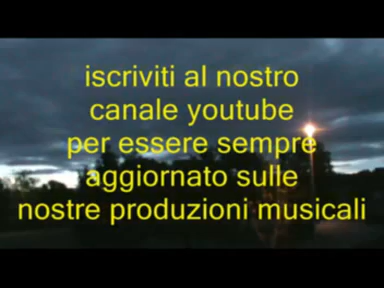 iscriviti al nostro
canale youtube
per essere sempre
aggiornato sulle
nostre produzioni musicali